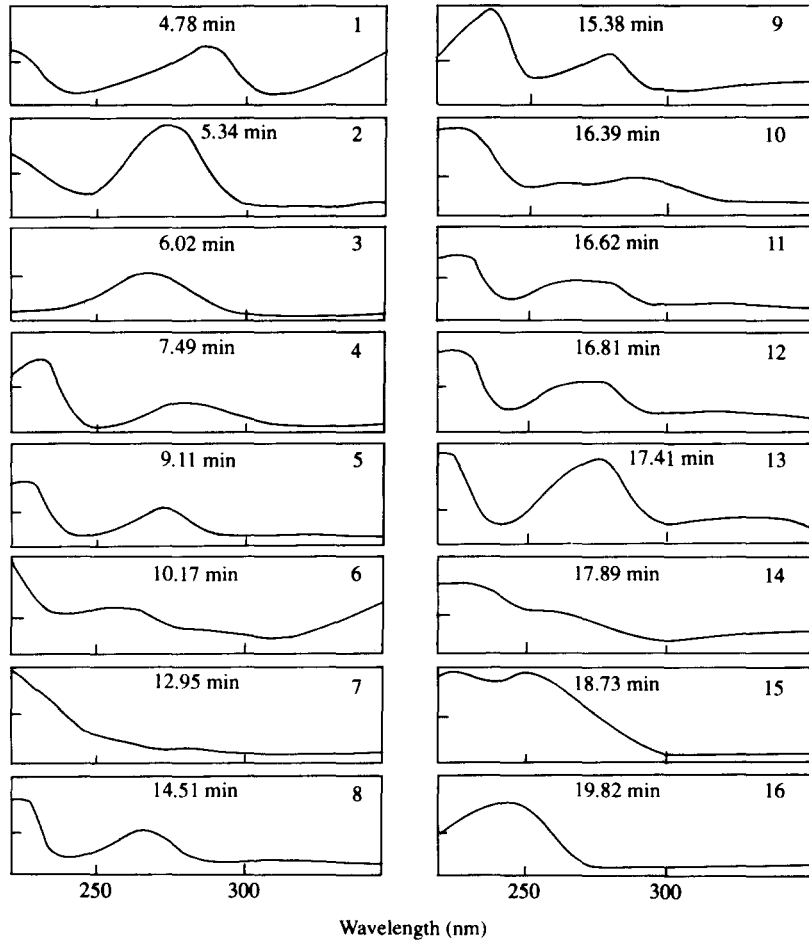 4.78 min 1
5.34 min 2
6.02 min 3
7.49 min 4
9.11 min 5
10.17 min 6
12.95 min 7
14.51 min 8
250 300
15.38 min 9
16.39 min 10
16.62 min 11
16.81 min 12
17.41 min 13
17.89 min 14
18.73 min 15
19.82 min 16
250 300
Wavelength (nm)